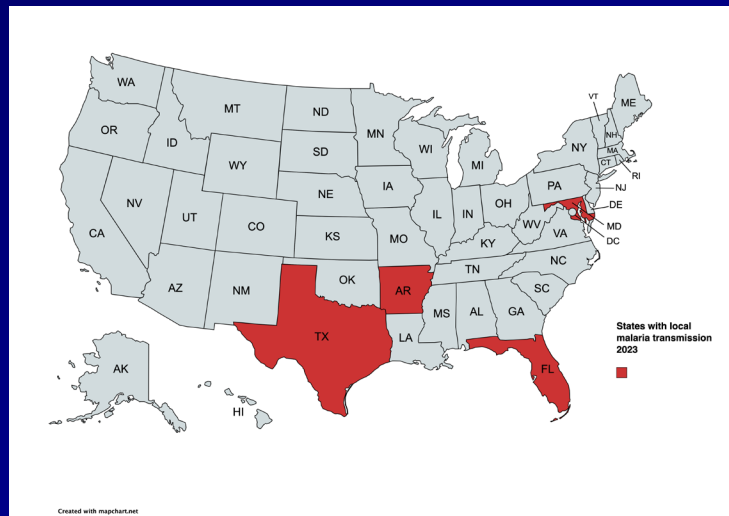 WA
MT
ND
MN
VT
ME
OR
ID
SD
WI
MI
NY
NH
MA
CT
RI
WY
IA
PA
NJ
NE
NV
UT
CO
IL
IN
OH
DE
MD
DC
WV
VA
CA
KS
MO
KY
NC
TN
AZ
NM
OK
AR
SC
MS
AL
GA
TX
LA
FL
States with local
malaria transmission
2023
AK
HI
Created with mapchart.net